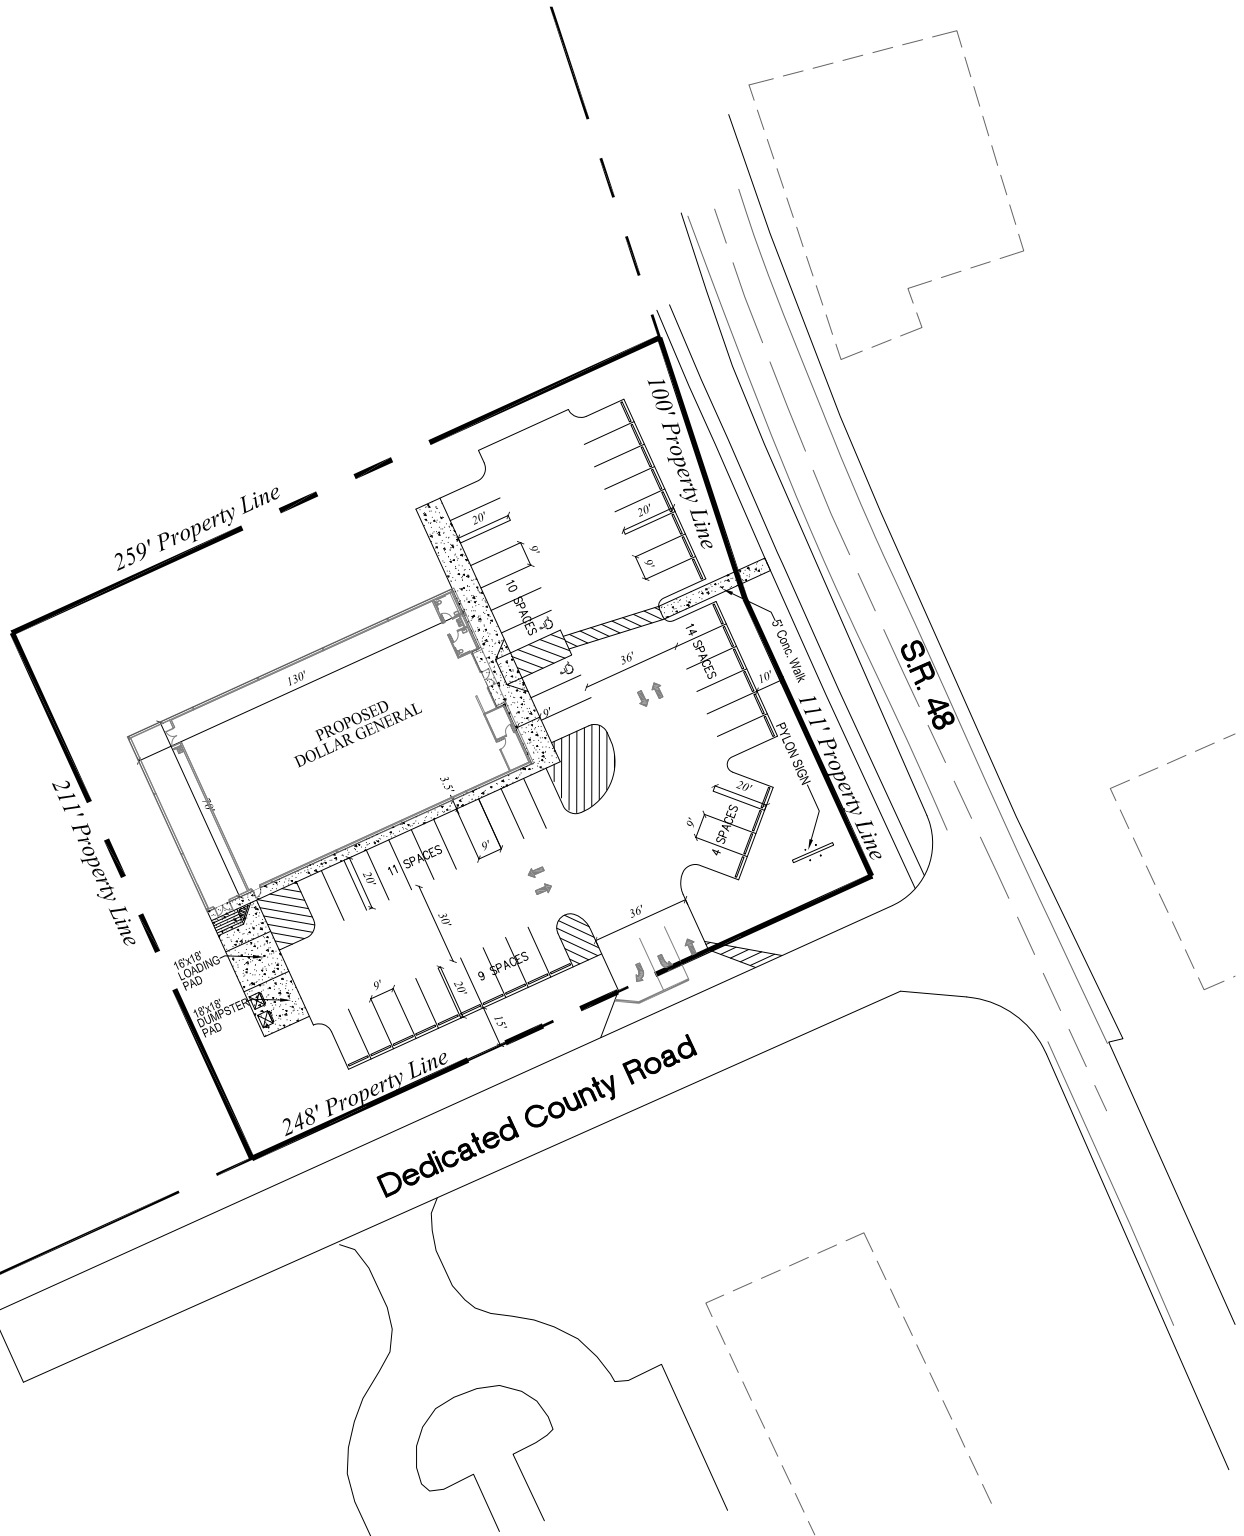 100' Property Line
259' Property Line
20'
20'
9'
9'
10 SPACES
14 SPACES
5' Conc. Walk
36'
10'
S.R. 48
130'
PROPOSED
DOLLAR GENERAL
9'
111' Property Line
PYLON SIGN
211' Property Line
70'
3.5'
20'
9'
4 SPACES
9'
11 SPACES
20'
30'
36'
16'x18'
LOADING
PAD
9 SPACES
9'
20'
18'x18'
DUMPSTER
PAD
15'
248' Property Line
Dedicated County Road